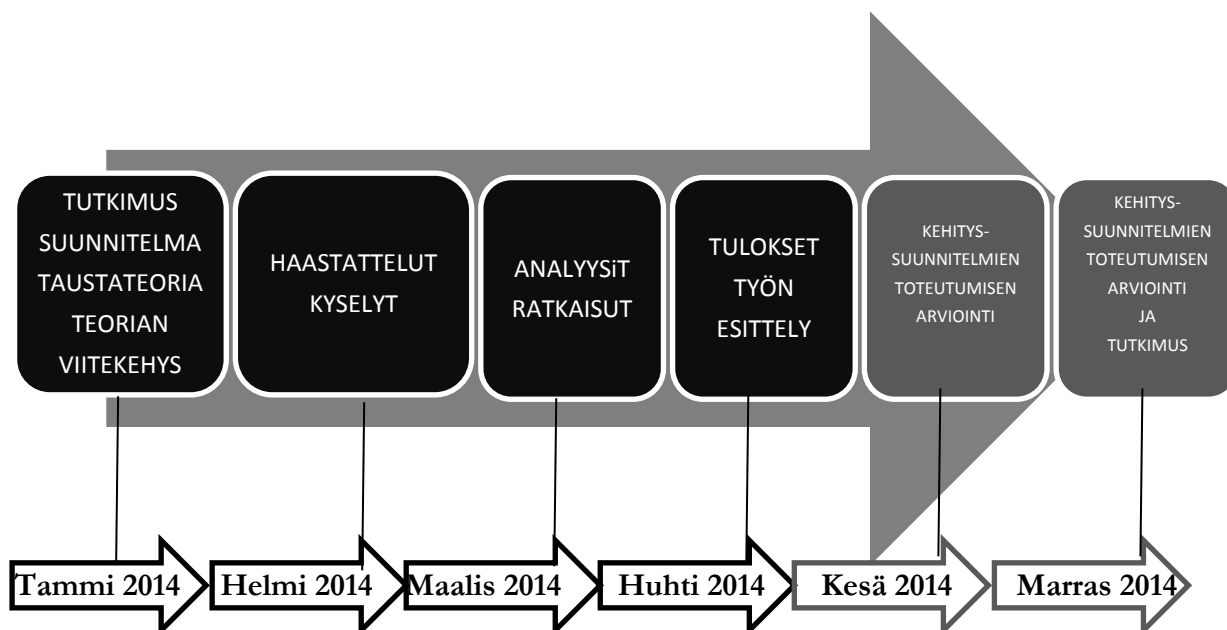 TUTKIMUS
SUUNNITELMA
TAUSTATEORIA
TEORIAN
VIITEKEHYS
HAASTATTELUT
KYSELYT
ANALYYSiT
RATKAISUT
TULOKSET
TYÖN
ESITTELY
KEHITYS-
SUUNNITELMIEN
TOTEUTUMISEN
ARVIOINTI
KEHITYS-
SUUNNITELMIEN
TOTEUTUMISEN
ARVIOINTI
JA
TUTKIMUS
Tammi 2014
Helmi 2014
Maalis 2014
Huhti 2014
Kesä 2014
Marras 2014